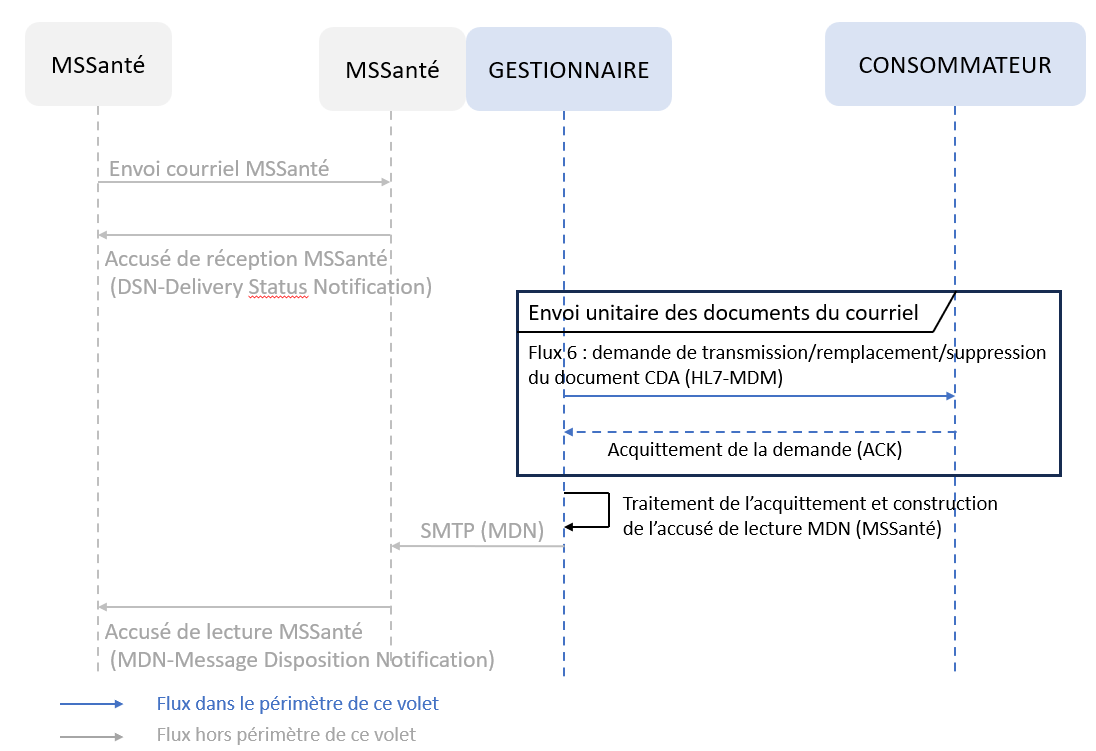 MSSanté
MSSanté
GESTIONNAIRE
CONSOMMATEUR
Envoi courriel MSSanté
Accusé de réception MSSanté
(DSN-Delivery Status Notification)
Envoi unitaire des documents du courriel
Flux 6 : demande de transmission/remplacement/suppression
du document CDA (HL7-MDM)
Acquittement de la demande (ACK)
Traitement de l’acquittement et construction
de l’accusé de lecture MDN (MSSanté)
SMTP (MDN)
Accusé de lecture MSSanté
(MDN-Message Disposition Notification)
Flux dans le périmètre de ce volet
Flux hors périmètre de ce volet